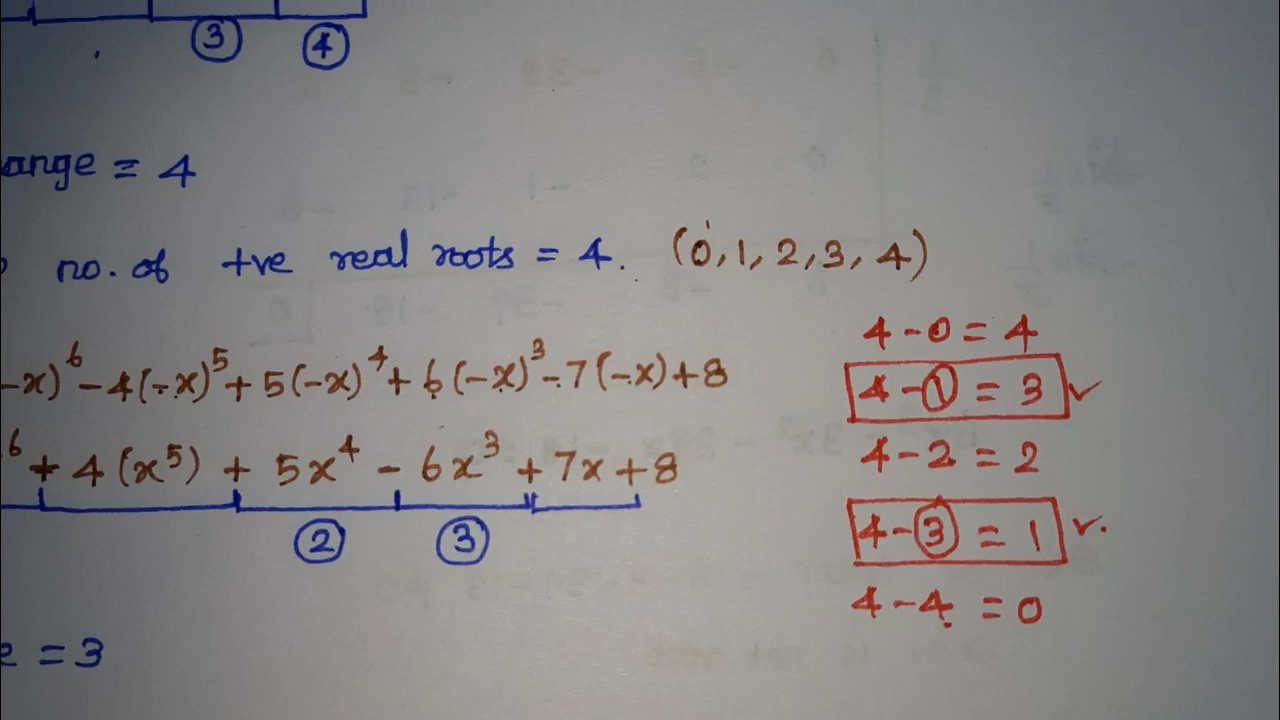 ③ ④
ange = 4
no. of +ve real roots = 4. (0, 1, 2, 3, 4)
-x)⁶ - 4(-x)⁵ + 5(-x)⁴ + 6(-x)³ - 7(-x) + 8
⁶ + 4(x⁵) + 5x⁴ - 6x³ + 7x + 8
② ③
e = 3
4 - 0 = 4
4 - ① = 3 ✓
4 - 2 = 2
4 - ③ = 1 ✓.
4 - 4 = 0